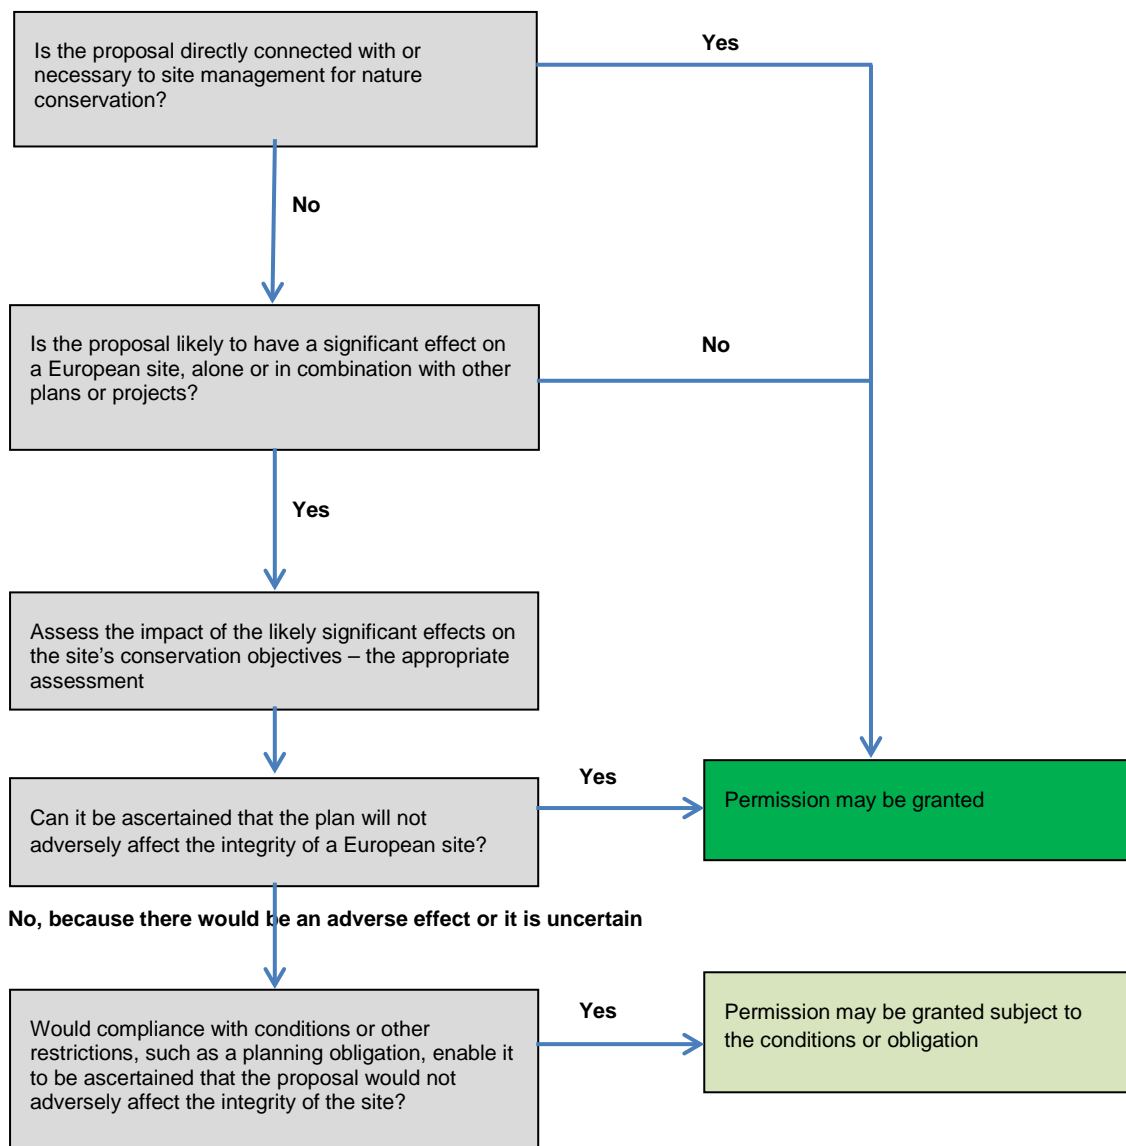 Is the proposal directly connected with or
necessary to site management for nature
conservation?
Yes
No
Is the proposal likely to have a significant effect on
a European site, alone or in combination with other
plans or projects?
No
Yes
Assess the impact of the likely significant effects on
the site's conservation objectives – the appropriate
assessment
Can it be ascertained that the plan will not
adversely affect the integrity of a European site?
Yes
Permission may be granted
No, because there would be an adverse effect or it is uncertain
Would compliance with conditions or other
restrictions, such as a planning obligation, enable it
to be ascertained that the proposal would not
adversely affect the integrity of the site?
Yes
Permission may be granted subject to
the conditions or obligation